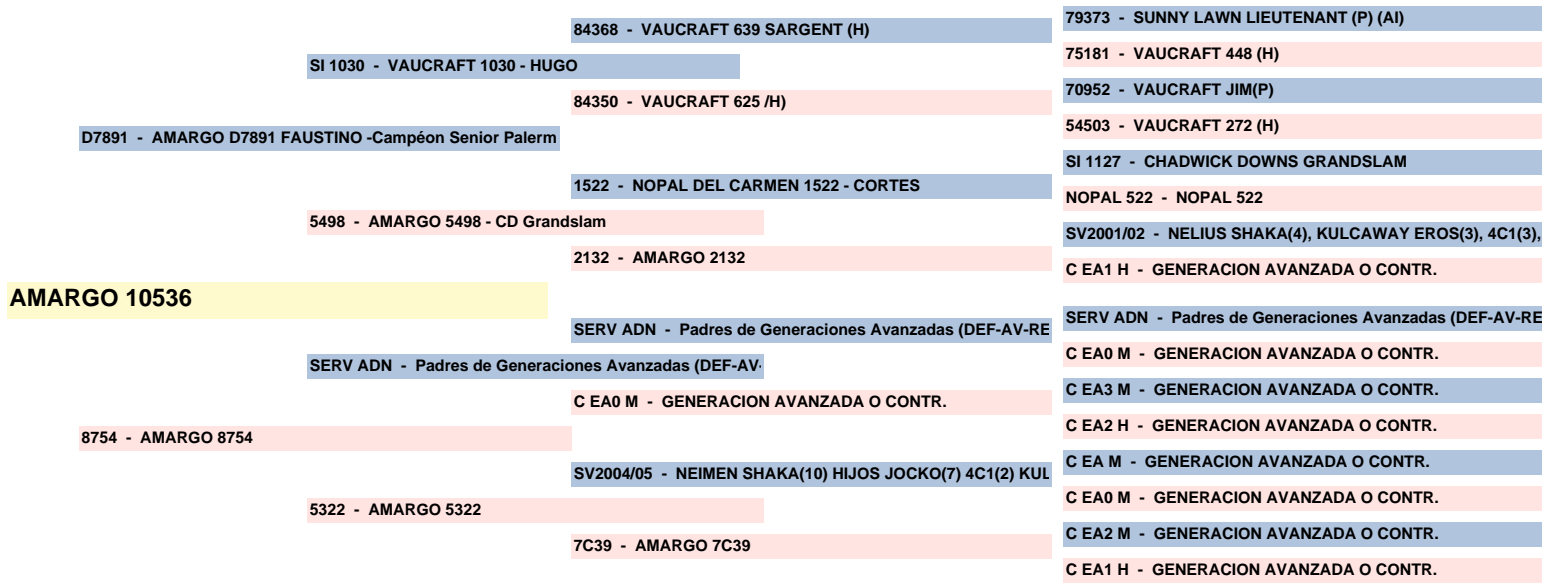 79373 - SUNNY LAWN LIEUTENANT (P) (AI)
84368 - VAUCRAFT 639 SARGENT (H)
75181 - VAUCRAFT 448 (H)
SI 1030 - VAUCRAFT 1030 - HUGO
70952 - VAUCRAFT JIM(P)
84350 - VAUCRAFT 625 /H)
54503 - VAUCRAFT 272 (H)
D7891 - AMARGO D7891 FAUSTINO -Campéon Senior Palerm
SI 1127 - CHADWICK DOWNS GRANDSLAM
1522 - NOPAL DEL CARMEN 1522 - CORTES
NOPAL 522 - NOPAL 522
5498 - AMARGO 5498 - CD Grandslam
SV2001/02 - NELIUS SHAKA(4), KULCAWAY EROS(3), 4C1(3),
2132 - AMARGO 2132
C EA1 H - GENERACION AVANZADA O CONTR.
AMARGO 10536
SERV ADN - Padres de Generaciones Avanzadas (DEF-AV-RE
SERV ADN - Padres de Generaciones Avanzadas (DEF-AV-RE
C EA0 M - GENERACION AVANZADA O CONTR.
SERV ADN - Padres de Generaciones Avanzadas (DEF-AV-
C EA3 M - GENERACION AVANZADA O CONTR.
C EA0 M - GENERACION AVANZADA O CONTR.
C EA2 H - GENERACION AVANZADA O CONTR.
8754 - AMARGO 8754
C EA M - GENERACION AVANZADA O CONTR.
SV2004/05 - NEIMEN SHAKA(10) HIJOS JOCKO(7) 4C1(2) KUL
C EA0 M - GENERACION AVANZADA O CONTR.
5322 - AMARGO 5322
C EA2 M - GENERACION AVANZADA O CONTR.
7C39 - AMARGO 7C39
C EA1 H - GENERACION AVANZADA O CONTR.